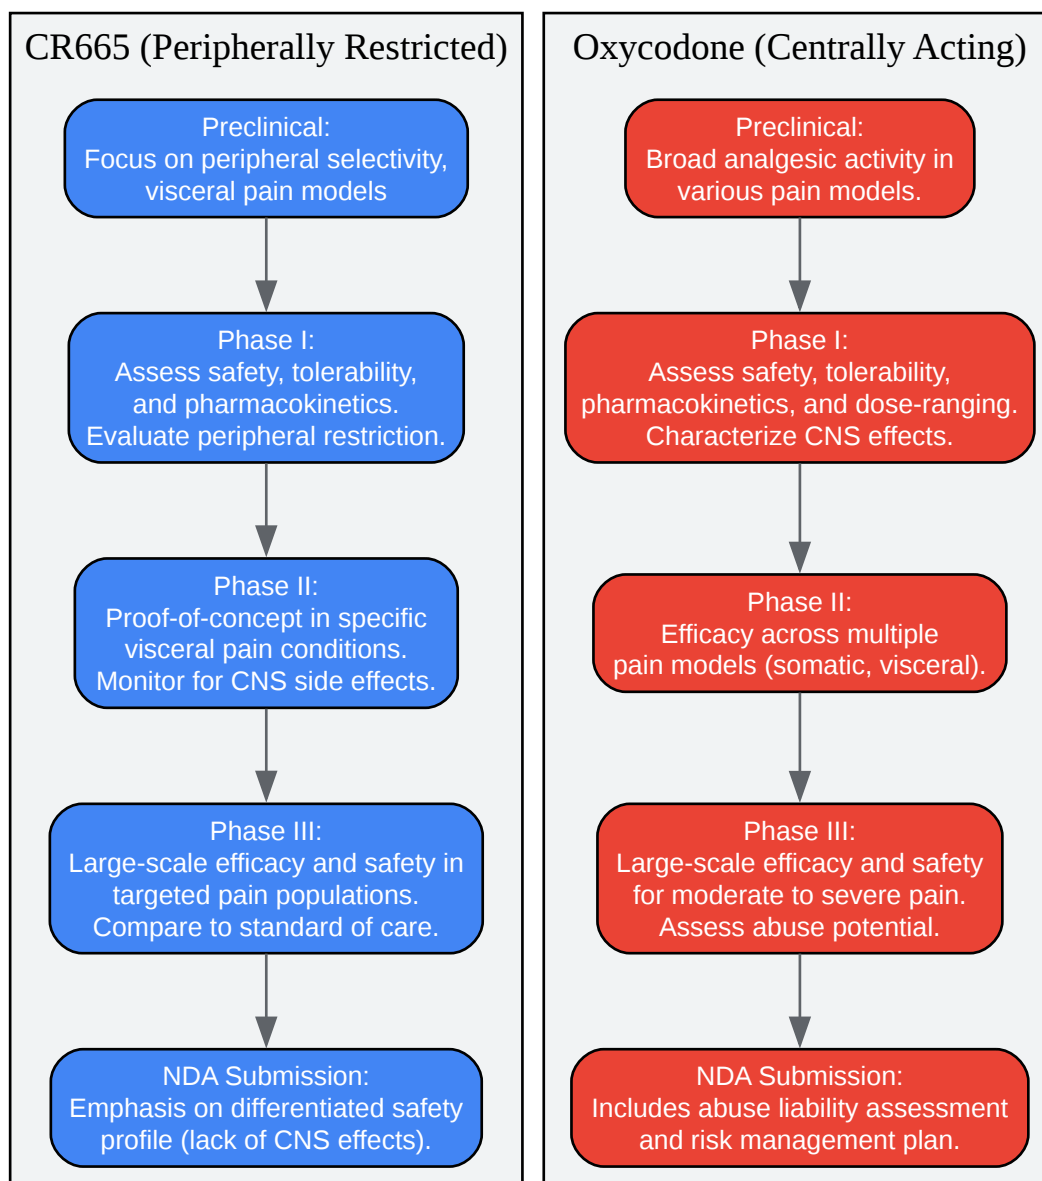 CR665 (Peripherally Restricted)
Preclinical:
Focus on peripheral selectivity,
visceral pain models
Phase I:
Assess safety, tolerability,
and pharmacokinetics.
Evaluate peripheral restriction.
Phase II:
Proof-of-concept in specific
visceral pain conditions.
Monitor for CNS side effects.
Phase III:
Large-scale efficacy and safety in
targeted pain populations.
Compare to standard of care.
NDA Submission:
Emphasis on differentiated safety
profile (lack of CNS effects).
Oxycodone (Centrally Acting)
Preclinical:
Broad analgesic activity in
various pain models.
Phase I:
Assess safety, tolerability,
pharmacokinetics, and dose-ranging.
Characterize CNS effects.
Phase II:
Efficacy across multiple
pain models (somatic, visceral).
Phase III:
Large-scale efficacy and safety
for moderate to severe pain.
Assess abuse potential.
NDA Submission:
Includes abuse liability assessment
and risk management plan.